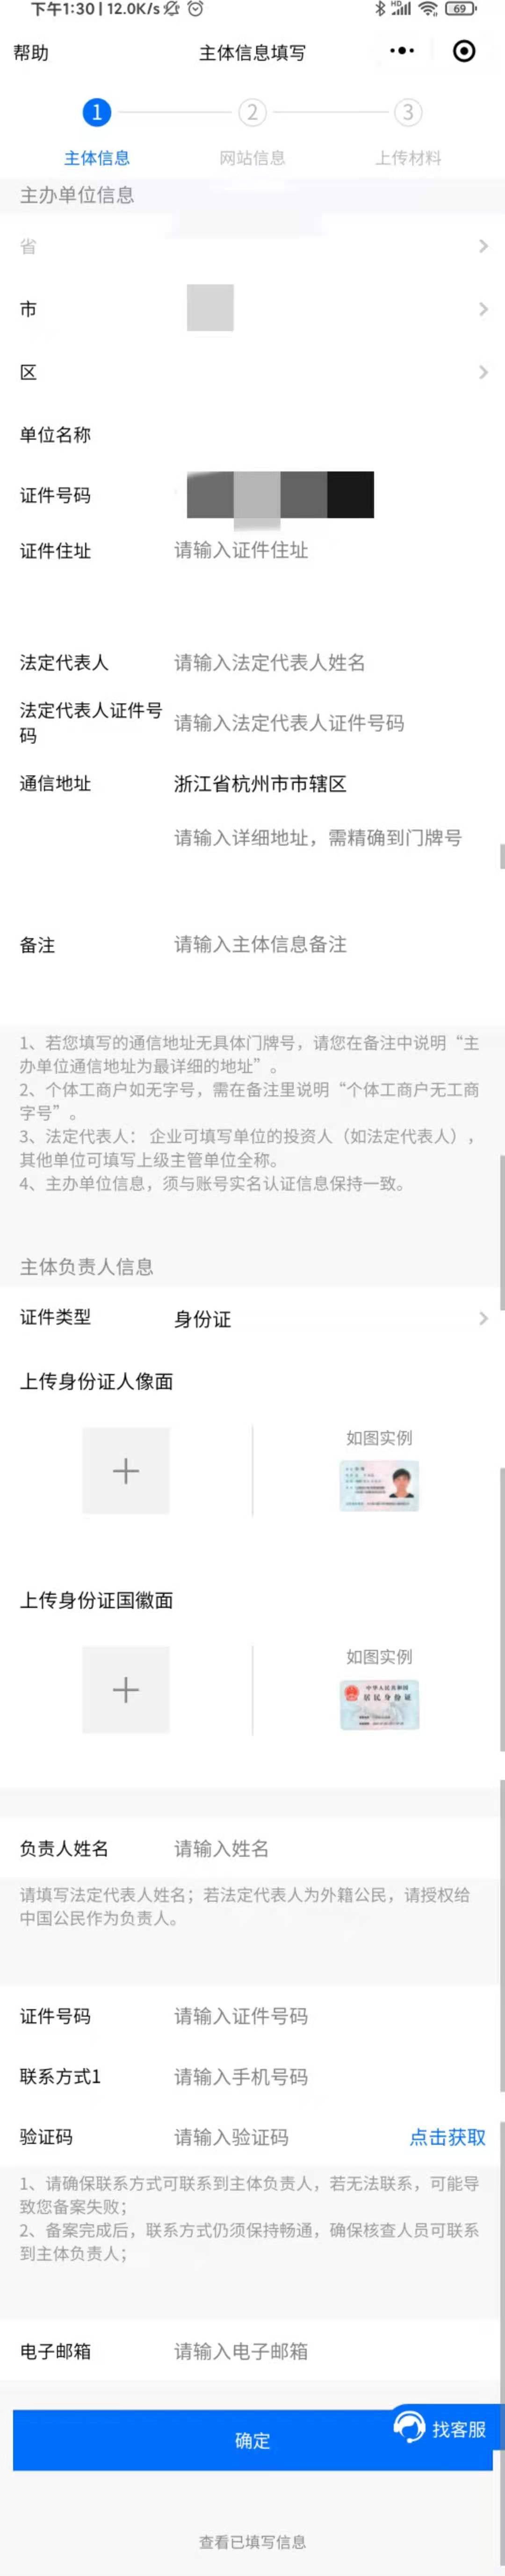 下午1:30 | 12.0K/s
HD
69
帮助
主体信息填写
1
2
3
主体信息
网站信息
上传材料
主办单位信息
省
市
区
单位名称
证件号码
证件住址
请输入证件住址
法定代表人
请输入法定代表人姓名
法定代表人证件号
码
请输入法定代表人证件号码
通信地址
浙江省杭州市市辖区
请输入详细地址，需精确到门牌号
备注
请输入主体信息备注
1、若您填写的通信地址无具体门牌号，请您在备注中说明“主
办单位通信地址为最详细的地址”。
2、个体工商户如无字号，需在备注里说明“个体工商户无工商
字号”。
3、法定代表人： 企业可填写单位的投资人（如法定代表人），
其他单位可填写上级主管单位全称。
4、主办单位信息，须与账号实名认证信息保持一致。
主体负责人信息
证件类型
身份证
上传身份证人像面
如图实例
上传身份证国徽面
如图实例
中华人民共和国
居民身份证
负责人姓名
请输入姓名
请填写法定代表人姓名；若法定代表人为外籍公民，请授权给
中国公民作为负责人。
证件号码
请输入证件号码
联系方式1
请输入手机号码
验证码
请输入验证码
点击获取
1、请确保联系方式可联系到主体负责人，若无法联系，可能导
致您备案失败；
2、备案完成后，联系方式仍须保持畅通，确保核查人员可联系
到主体负责人；
电子邮箱
请输入电子邮箱
找客服
确定
查看已填写信息